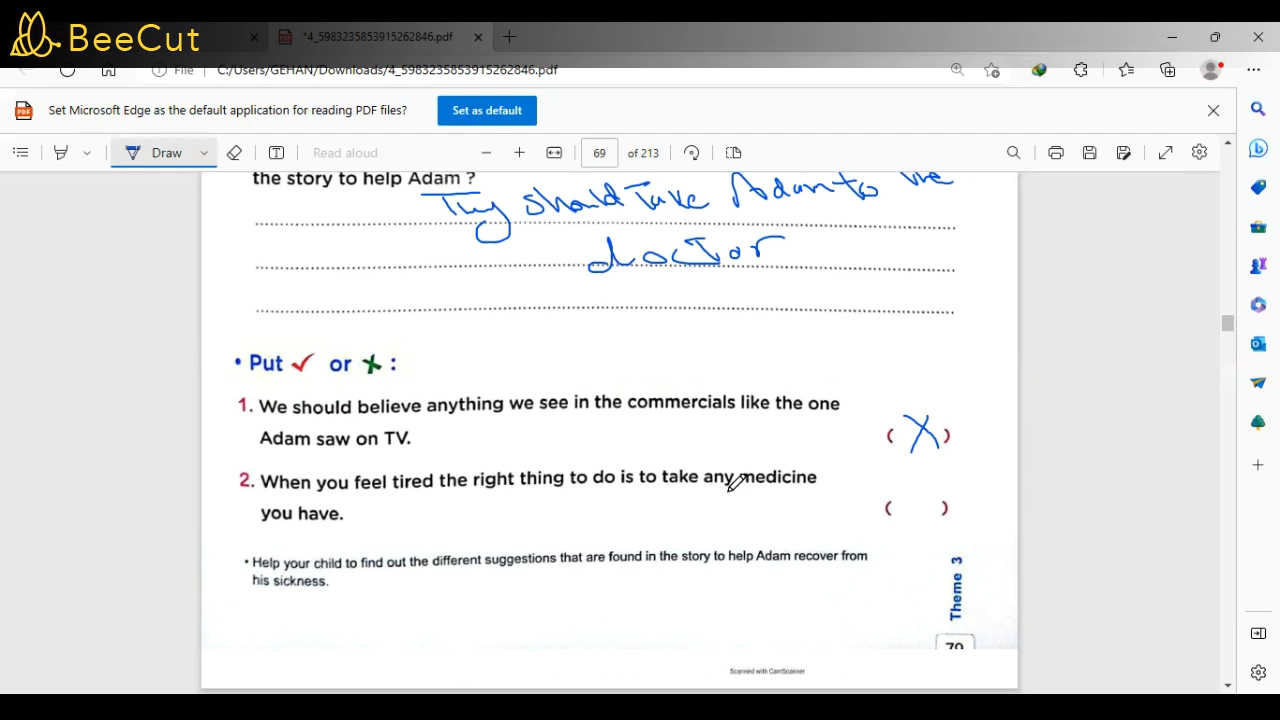 BeeCut
*4_5983235853915262846.pdf
File C:/Users/GEHAN/Downloads/4_5983235853915262846.pdf
Set Microsoft Edge as the default application for reading PDF files? Set as default
Draw Read aloud 69 of 213
the story to help Adam ?
They should Take Adam to the
doctor
• Put ✓ or ✗ :
1. We should believe anything we see in the commercials like the one
Adam saw on TV. ( X )
2. When you feel tired the right thing to do is to take any medicine
you have. ( )
• Help your child to find out the different suggestions that are found in the story to help Adam recover from
his sickness.
Theme 3
79
Scanned with CamScanner